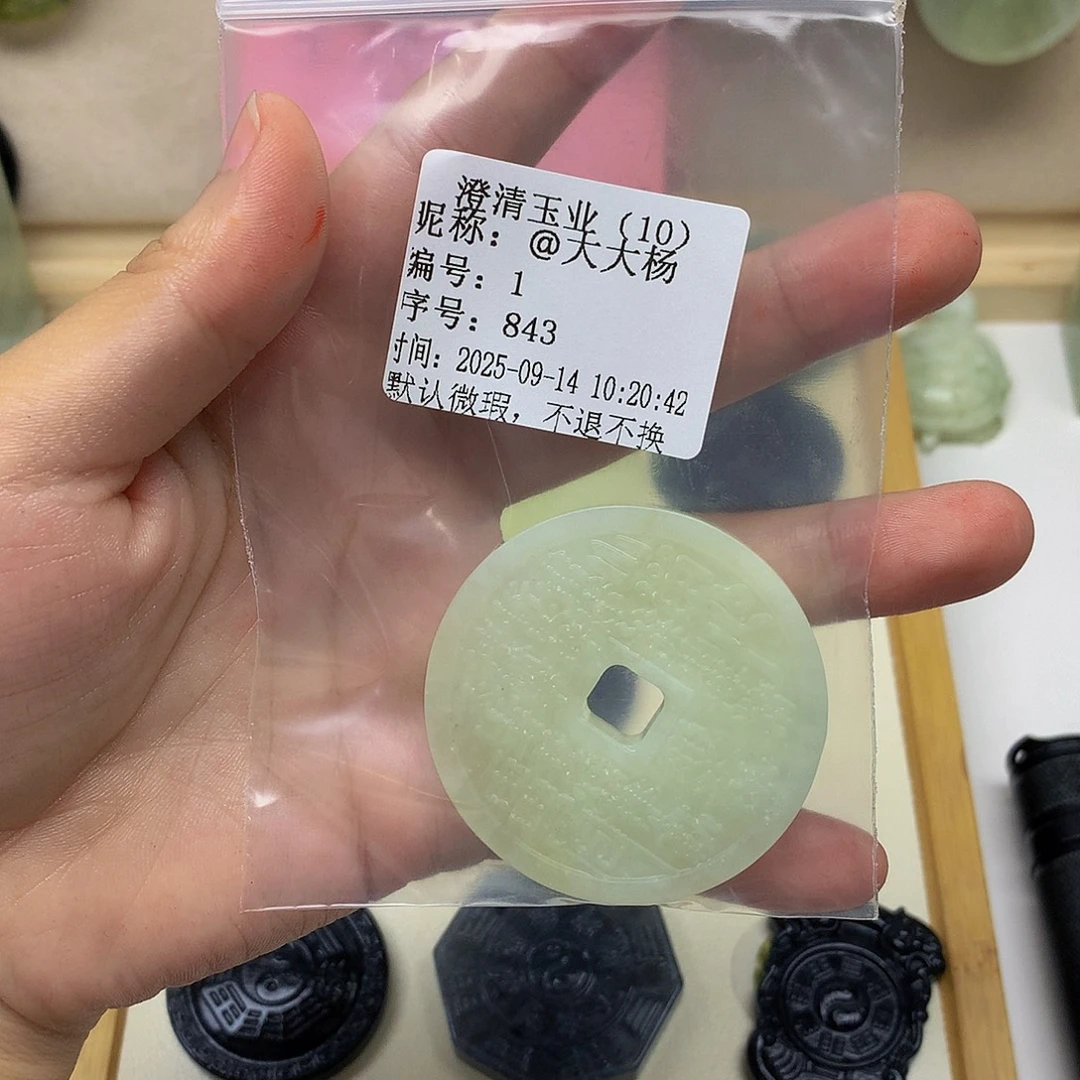 澄清玉业（10）
昵称：@大大杨
编号：1
字号：843
时间：2025-09-14 10:20:42
默认微瑕，不退不换